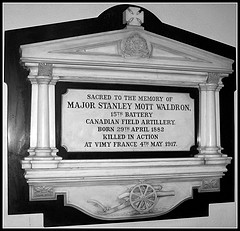 SACRED TO THE MEMORY OF
MAJOR STANLEY MOTT WALDRON,
15TH BATTERY
CANADIAN FIELD ARTILLERY.
BORN 29TH APRIL 1882
KILLED IN ACTION
AT VIMY FRANCE 4TH MAY 1917.